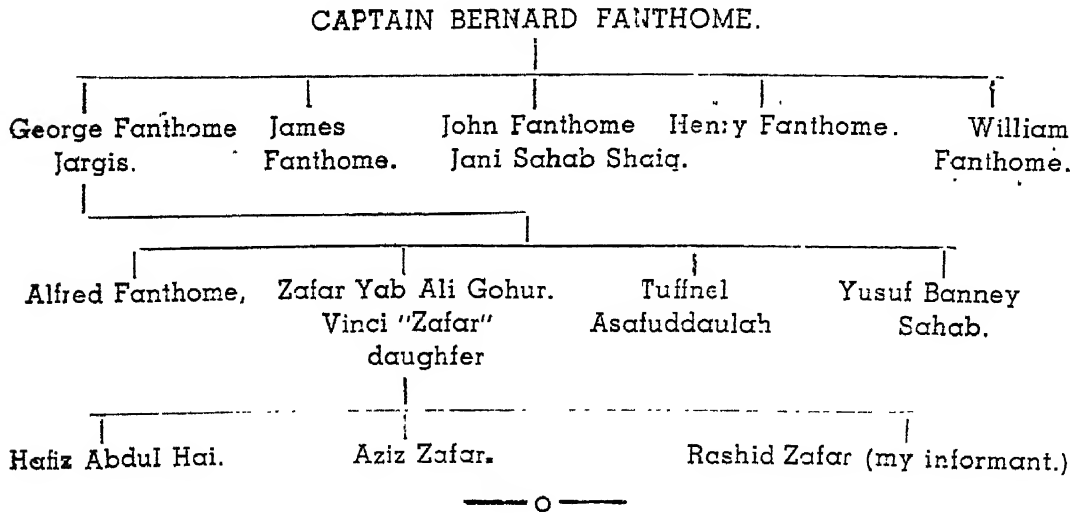 CAPTAIN BERNARD FANTHOME.
George Fanthome James John Fanthome Henry Fanthome. William
Jargis. Fanthome. Jani Sahab Shaiq. Fanthome.
Alfred Fanthome, Zafar Yab Ali Gohur. Tuffnel Yusuf Banney
Vinci "Zafar" Asafuddaulah Sahab.
daughfer
Hafiz Abdul Hai. Aziz Zafar. Rashid Zafar (my informant.)